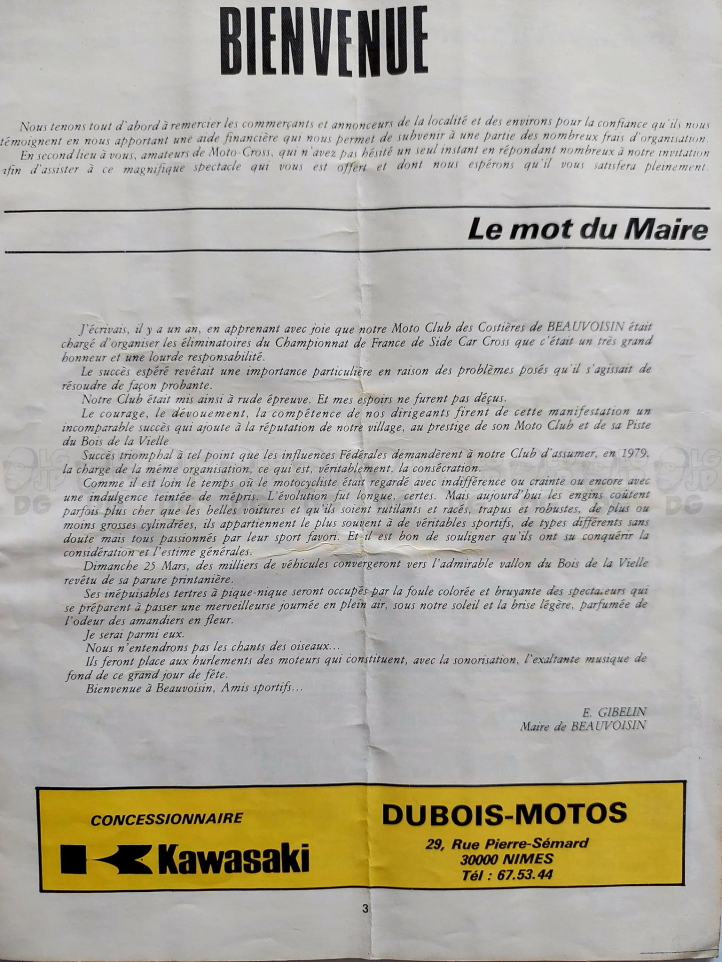 BIENVENUE
Nous tenons tout d'abord à remercier les commerçants et annonceurs de la localité et des environs pour la confiance qu'ils nous
témoignent en nous apportant une aide financière qui nous permet de subvenir à une partie des nombreux frais d'organisation.
En second lieu à vous, amateurs de Moto-Cross, qui n'avez pas hésité un seul instant en répondant nombreux à notre invitation
afin d'assister à ce magnifique spectacle qui vous est offert et dont nous espérons qu'il vous satisfera pleinement.
Le mot du Maire
J'écrivais, il y a un an, en apprenant avec joie que notre Moto Club des Costières de BEAUVOISIN était
chargé d'organiser les éliminatoires du Championnat de France de Side Car Cross que c'était un très grand
honneur et une lourde responsabilité.
Le succès espéré revêtait une importance particulière en raison des problèmes posés qu'il s'agissait de
résoudre de façon probante.
Notre Club était mis ainsi à rude épreuve. Et mes espoirs ne furent pas déçus.
Le courage, le dévouement, la compétence de nos dirigeants firent de cette manifestation un
incomparable succès qui ajoute à la réputation de notre village, au prestige de son Moto Club et de sa Piste
du Bois de la Vielle
Succès triomphal à tel point que les influences Fédérales demandèrent à notre Club d'assumer, en 1979,
la charge de la même organisation, ce qui est, véritablement, la consécration.
Comme il est loin le temps où le motocycliste était regardé avec indifférence ou crainte ou encore avec
une indulgence teintée de mépris. L'évolution fut longue, certes. Mais aujourd'hui les engins coûtent
parfois plus cher que les belles voitures et qu'ils soient rutilants et racés, trapus et robustes, de plus ou
moins grosses cylindrées, ils appartiennent le plus souvent à de véritables sportifs, de types différents sans
doute mais tous passionnés par leur sport favori. Et il est bon de souligner qu'ils ont su conquérir la
considération et l'estime générales.
Dimanche 25 Mars, des milliers de véhicules convergeront vers l'admirable vallon du Bois de la Vielle
revêtu de sa parure printanière.
Ses inépuisables tertres à pique-nique seront occupés par la foule colorée et bruyante des spectateurs qui
se préparent à passer une merveilleurse journée en plein air, sous notre soleil et la brise légère, parfumée de
l'odeur des amandiers en fleur.
Je serai parmi eux.
Nous n'entendrons pas les chants des oiseaux...
Ils feront place aux hurlements des moteurs qui constituent, avec la sonorisation, l'exaltante musique de
fond de ce grand jour de fête.
Bienvenue à Beauvoisin, Amis sportifs...
E. GIBELIN
Maire de BEAUVOISIN
CONCESSIONNAIRE
Kawasaki
DUBOIS-MOTOS
29, Rue Pierre-Sémard
30000 NIMES
Tél : 67.53.44
3